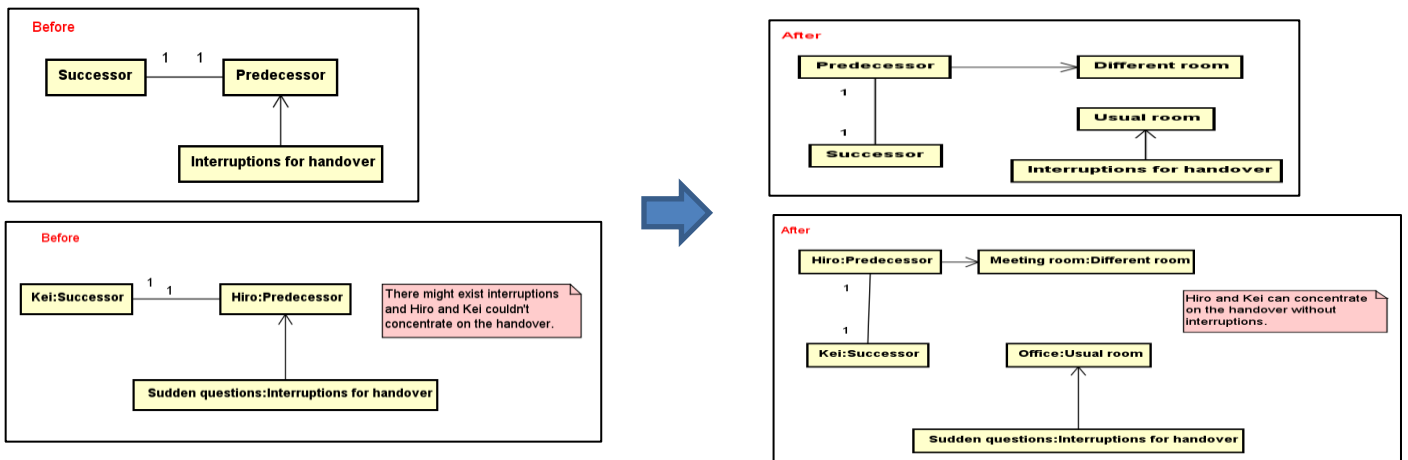 Before
1 1
Successor
Predecessor
Interruptions for handover
Before
1
1
Kei:Successor
Hiro:Predecessor
There might exist interruptions
and Hiro and Kei couldn't
concentrate on the handover.
Sudden questions:Interruptions for handover
After
Predecessor
Different room
1
Usual room
1
Successor
Interruptions for handover
After
Hiro:Predecessor
Meeting room:Different room
1
Hiro and Kei can concentrate
on the handover without
interruptions.
1
Kei:Successor
Office:Usual room
Sudden questions:Interruptions for handover